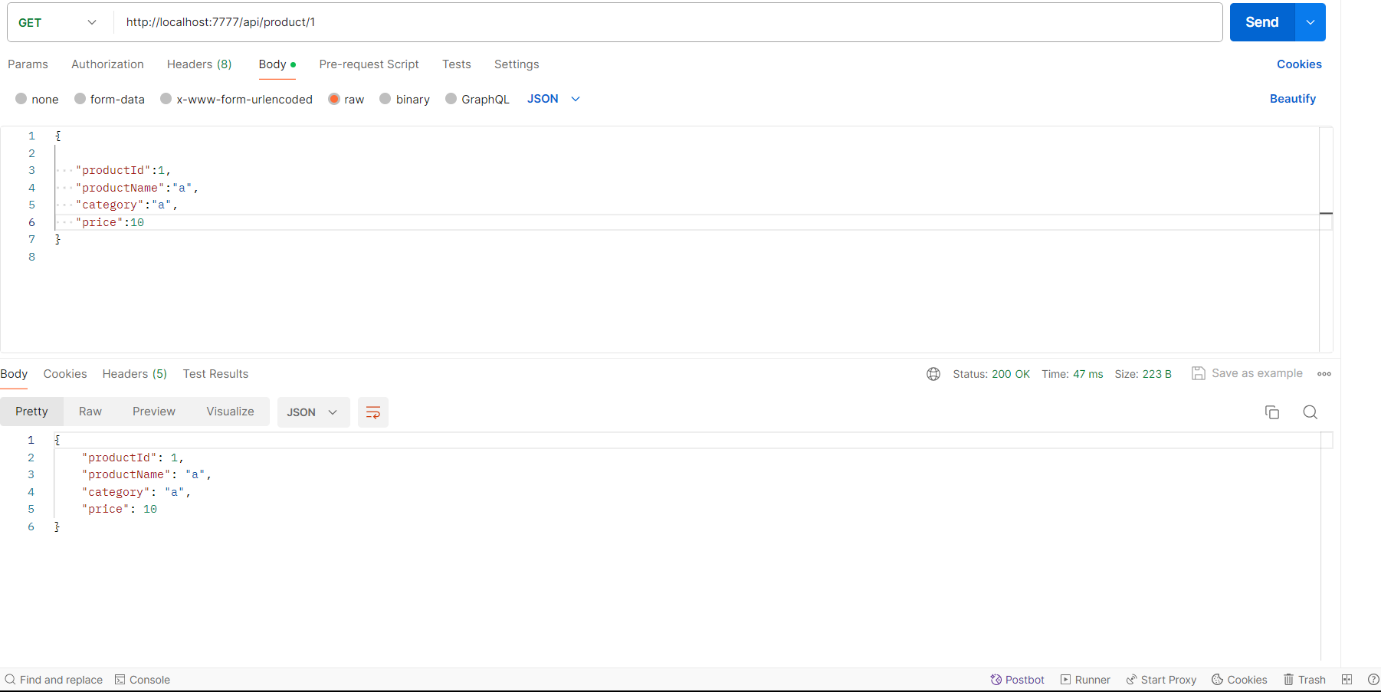 GET http://localhost:7777/api/product/1 Send
Params Authorization Headers (8) Body Pre-request Script Tests Settings Cookies
none form-data x-www-form-urlencoded raw binary GraphQL JSON Beautify
1 {
2
3 "productId":1,
4 "productName":"a",
5 "category":"a",
6 "price":10
7 }
8
Body Cookies Headers (5) Test Results Status: 200 OK Time: 47 ms Size: 223 B Save as example
Pretty Raw Preview Visualize JSON
1 {
2 "productId": 1,
3 "productName": "a",
4 "category": "a",
5 "price": 10
6 }
Find and replace Console Postbot Runner Start Proxy Cookies Trash